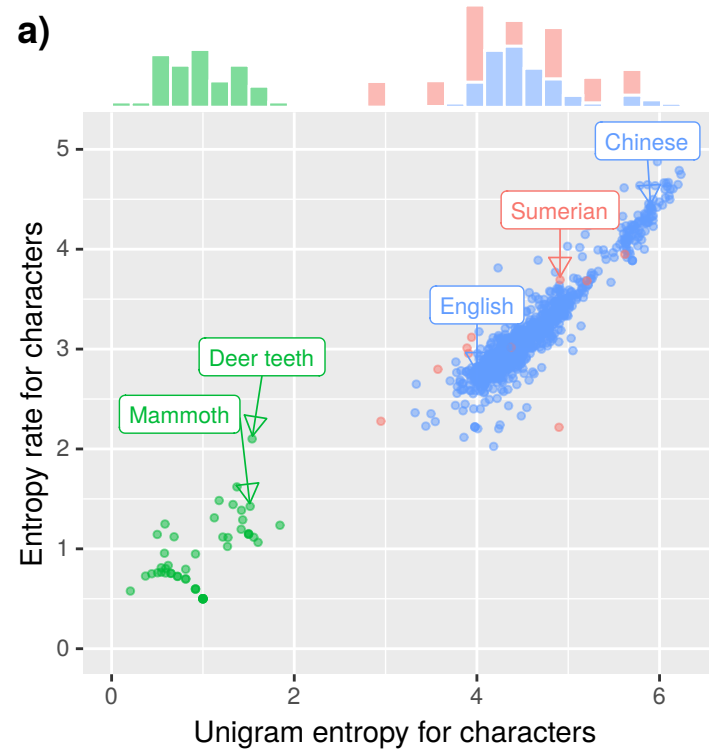 a)
Chinese
Sumerian
English
Deer teeth
Mammoth
Entropy rate for characters
5
4
3
2
1
0
0 2 4 6
Unigram entropy for characters